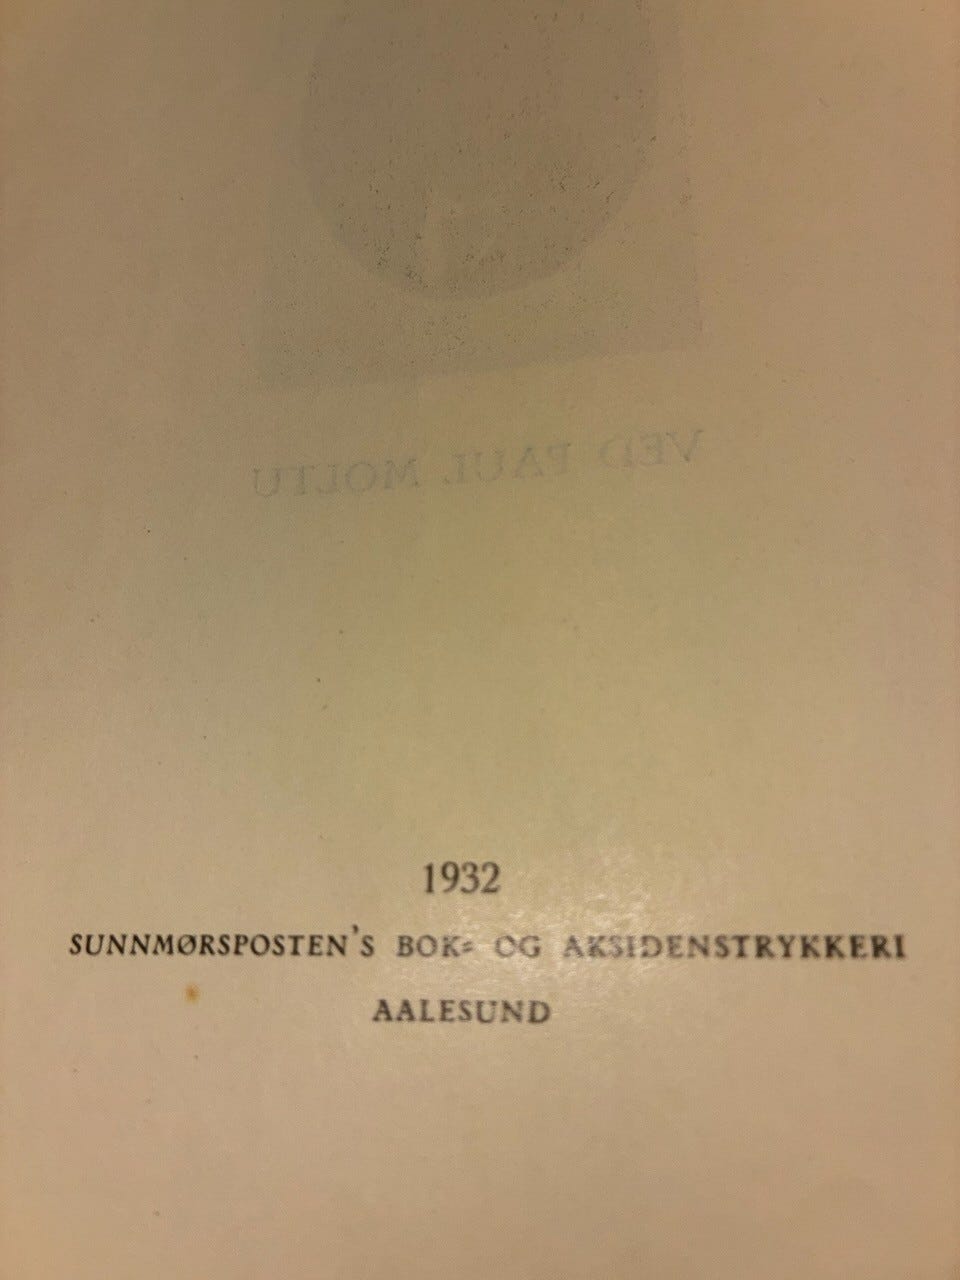 VED PAUL MOLTU
1932
SUNNMØRSPOSTEN'S BOK= OG AKSIDENSTRYKKERI
AALESUND